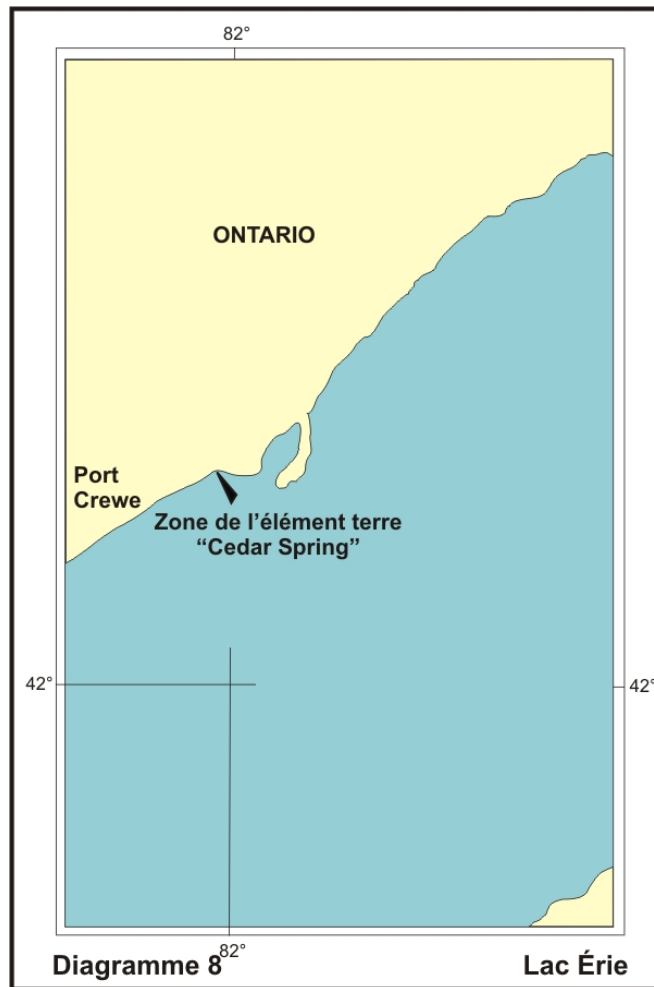 82°
ONTARIO
Port
Crewe
Zone de l’élément terre
“Cedar Spring”
42°
42°
82°
Diagramme 8
Lac Érie